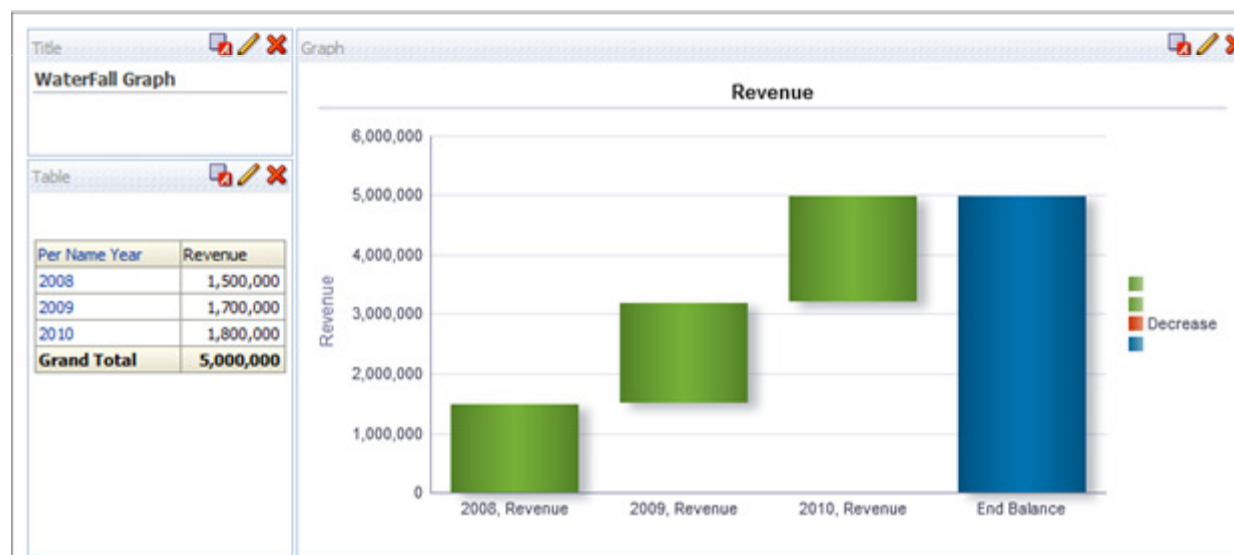 Title
WaterFall Graph
Table
Per Name Year Revenue
2008 1,500,000
2009 1,700,000
2010 1,800,000
Grand Total 5,000,000
Graph
Revenue
Revenue
6,000,000
5,000,000
4,000,000
3,000,000
2,000,000
1,000,000
0
2008, Revenue 2009, Revenue 2010, Revenue End Balance
Decrease